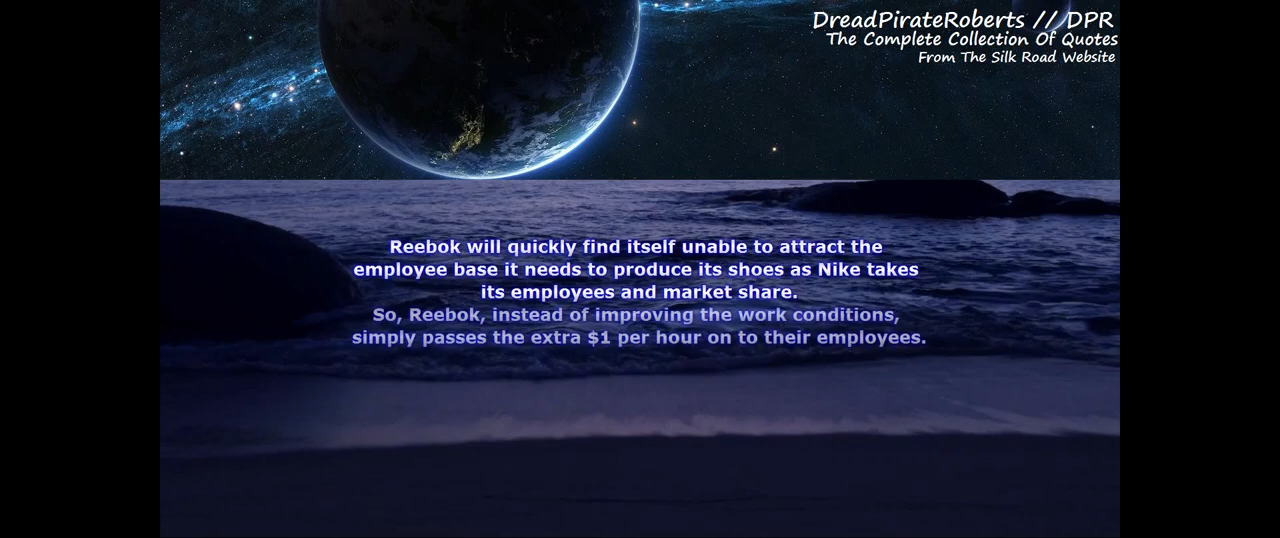 DreadPirateRoberts // DPR
The Complete Collection Of Quotes
From The Silk Road Website
Reebok will quickly find itself unable to attract the
employee base it needs to produce its shoes as Nike takes
its employees and market share.
So, Reebok, instead of improving the work conditions,
simply passes the extra $1 per hour on to their employees.